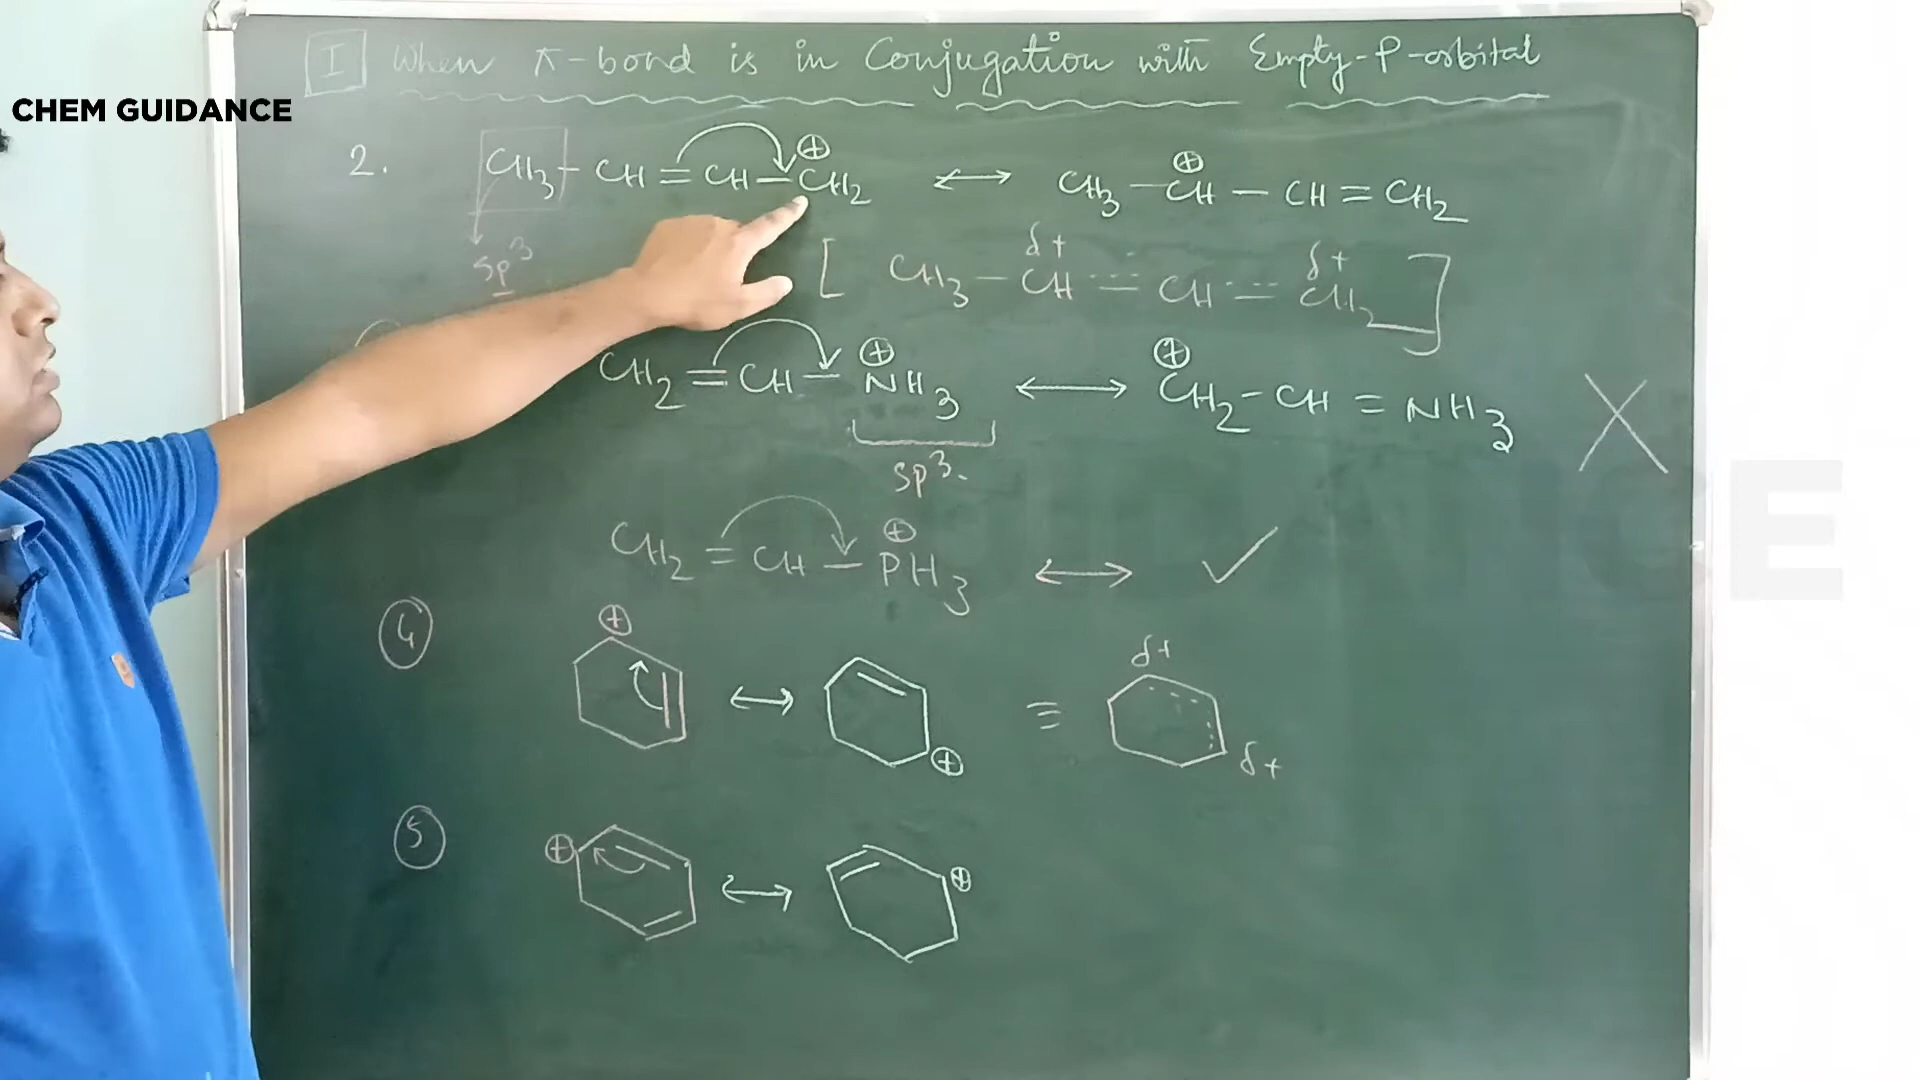 I When π-bond is in Conjugation with Empty-P-orbital
CHEM GUIDANCE
2. CH3 - CH = CH - CH2 ⊕ ↔ CH3 - CH ⊕ - CH = CH2
sp3
[ CH3 - CH δ+ CH CH2 δ+ ]
CH2 = CH - NH3 ⊕ ↔ ⊕ CH2 - CH = NH3
sp3.
CH2 = CH - PH3 ⊕ ↔ ✓
4 ⊕ ↔ ⊕ ≡ δ+ δ+
5 ⊕ ↔ ⊕